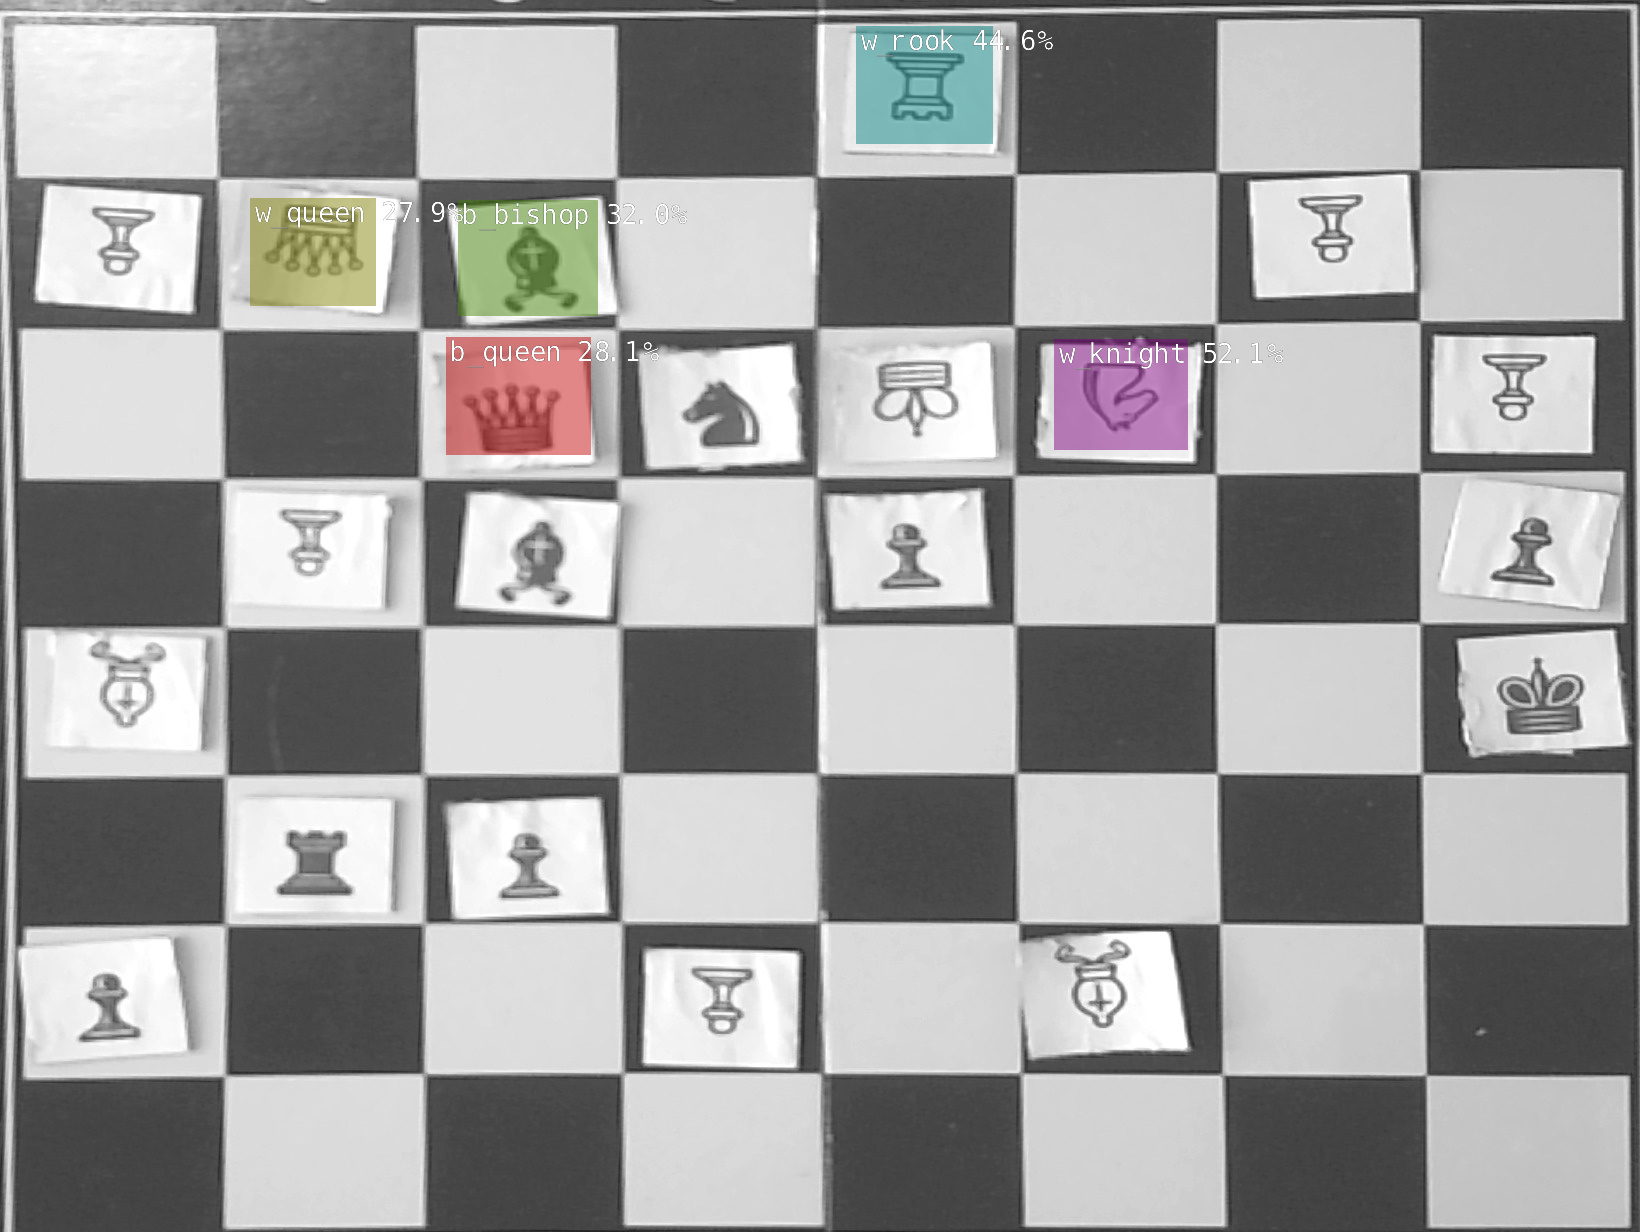 w_rook 44.6%
w_queen 27.9%
b_bishop 32.0%
b_queen 28.1%
w_knight 52.1%